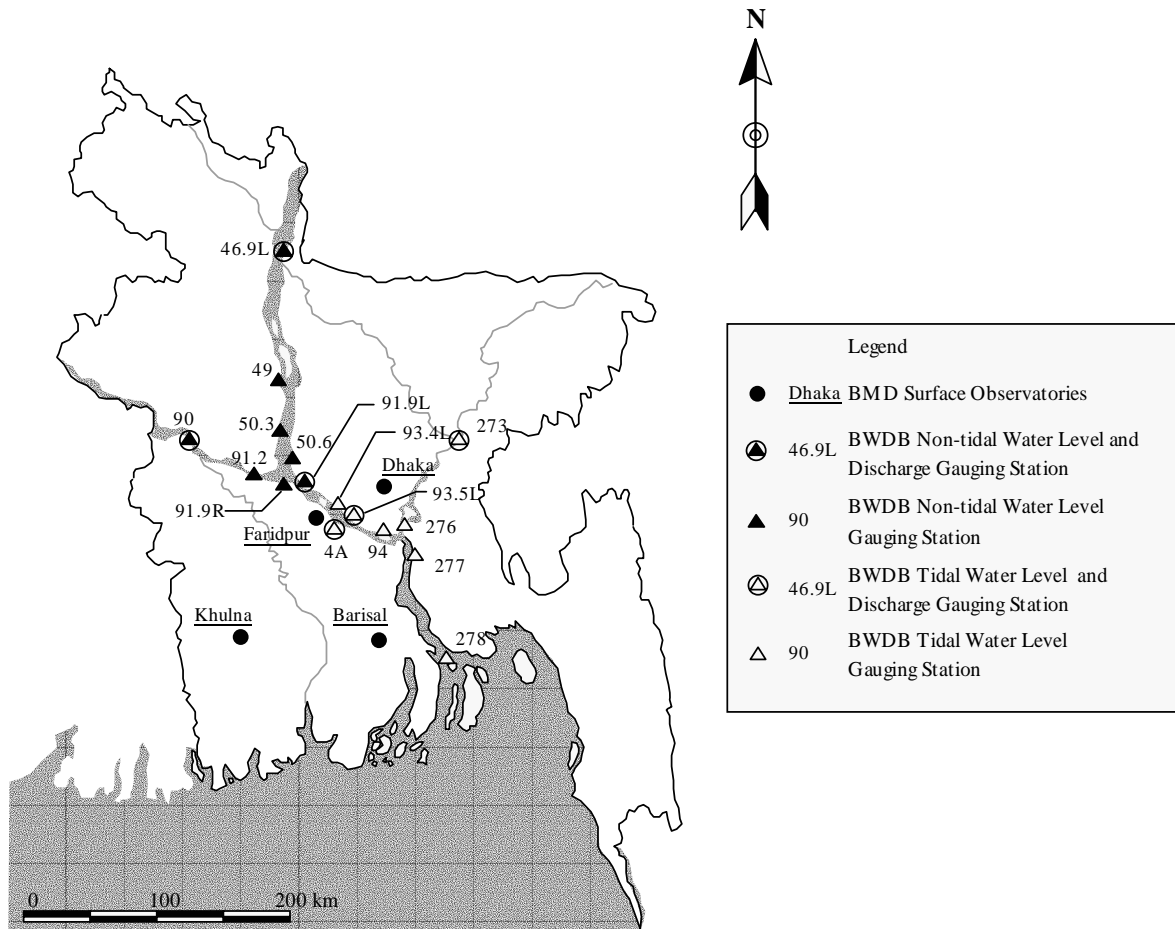 N
46.9L
49
90
50.3
50.6
91.2
91.9R
91.9L
93.4L
273
Dhaka
93.5L
Faridpur
4A
94
276
277
Khulna
Barisal
278
0 100 200 km
Legend
Dhaka BMD Surface Observatories
46.9L BWDB Non-tidal Water Level and
Discharge Gauging Station
90 BWDB Non-tidal Water Level
Gauging Station
46.9L BWDB Tidal Water Level and
Discharge Gauging Station
90 BWDB Tidal Water Level
Gauging Station